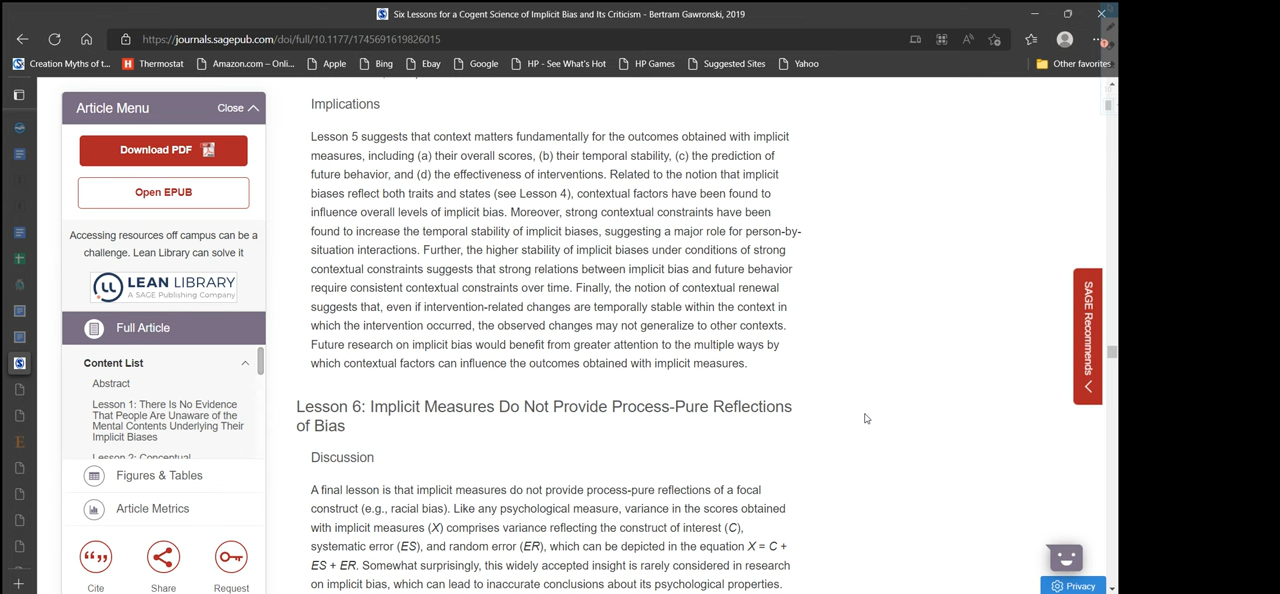 Six Lessons for a Cogent Science of Implicit Bias and Its Criticism - Bertram Gawronski, 2019
https://journals.sagepub.com/doi/full/10.1177/1745691619826015
Creation Myths of t... Thermostat Amazon.com – Onli... Apple Bing Ebay Google HP - See What's Hot HP Games Suggested Sites Yahoo Other favorites
Article Menu Close
Download PDF
Open EPUB
Accessing resources off campus can be a
challenge. Lean Library can solve it
LEAN LIBRARY
A SAGE Publishing Company
Full Article
Content List
Abstract
Lesson 1: There Is No Evidence
That People Are Unaware of the
Mental Contents Underlying Their
Implicit Biases
Lesson 2: Conceptual
Figures & Tables
Article Metrics
Cite Share Request
Implications
Lesson 5 suggests that context matters fundamentally for the outcomes obtained with implicit
measures, including (a) their overall scores, (b) their temporal stability, (c) the prediction of
future behavior, and (d) the effectiveness of interventions. Related to the notion that implicit
biases reflect both traits and states (see Lesson 4), contextual factors have been found to
influence overall levels of implicit bias. Moreover, strong contextual constraints have been
found to increase the temporal stability of implicit biases, suggesting a major role for person-by-
situation interactions. Further, the higher stability of implicit biases under conditions of strong
contextual constraints suggests that strong relations between implicit bias and future behavior
require consistent contextual constraints over time. Finally, the notion of contextual renewal
suggests that, even if intervention-related changes are temporally stable within the context in
which the intervention occurred, the observed changes may not generalize to other contexts.
Future research on implicit bias would benefit from greater attention to the multiple ways by
which contextual factors can influence the outcomes obtained with implicit measures.
Lesson 6: Implicit Measures Do Not Provide Process-Pure Reflections
of Bias
Discussion
A final lesson is that implicit measures do not provide process-pure reflections of a focal
construct (e.g., racial bias). Like any psychological measure, variance in the scores obtained
with implicit measures (X) comprises variance reflecting the construct of interest (C),
systematic error (ES), and random error (ER), which can be depicted in the equation X = C +
ES + ER. Somewhat surprisingly, this widely accepted insight is rarely considered in research
on implicit bias, which can lead to inaccurate conclusions about its psychological properties.
SAGE Recommends
Privacy